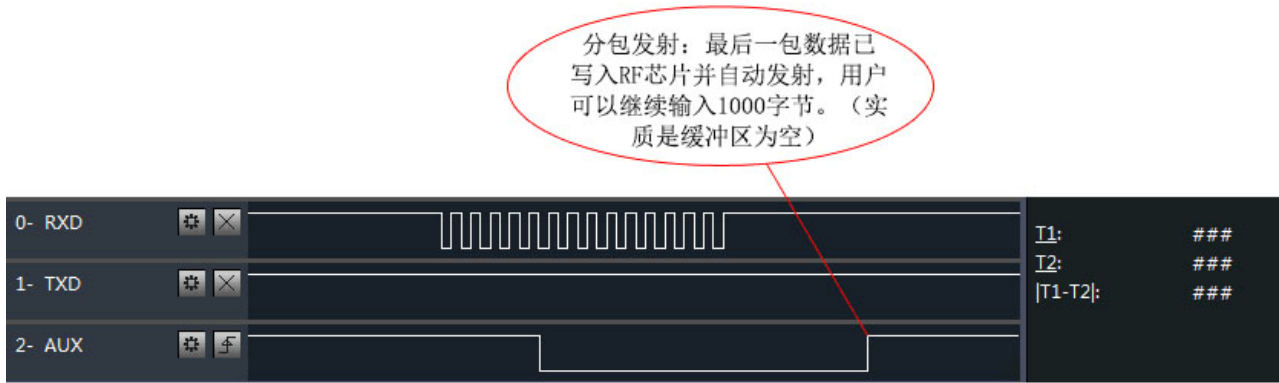 分包发射：最后一包数据已
写入RF芯片并自动发射，用户
可以继续输入1000字节。（实
质是缓冲区为空）
0- RXD
T1: ###
1- TXD
T2: ###
|T1-T2|: ###
2- AUX